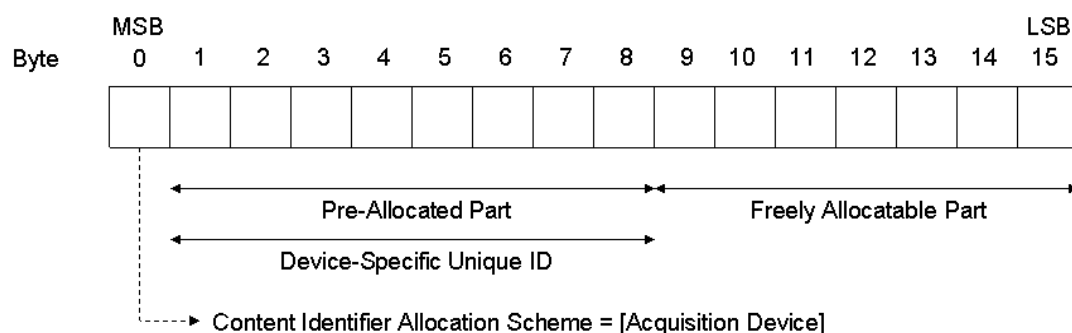 MSB LSB
Byte 0 1 2 3 4 5 6 7 8 9 10 11 12 13 14 15
Pre-Allocated Part Freely Allocatable Part
Device-Specific Unique ID
Content Identifier Allocation Scheme = [Acquisition Device]